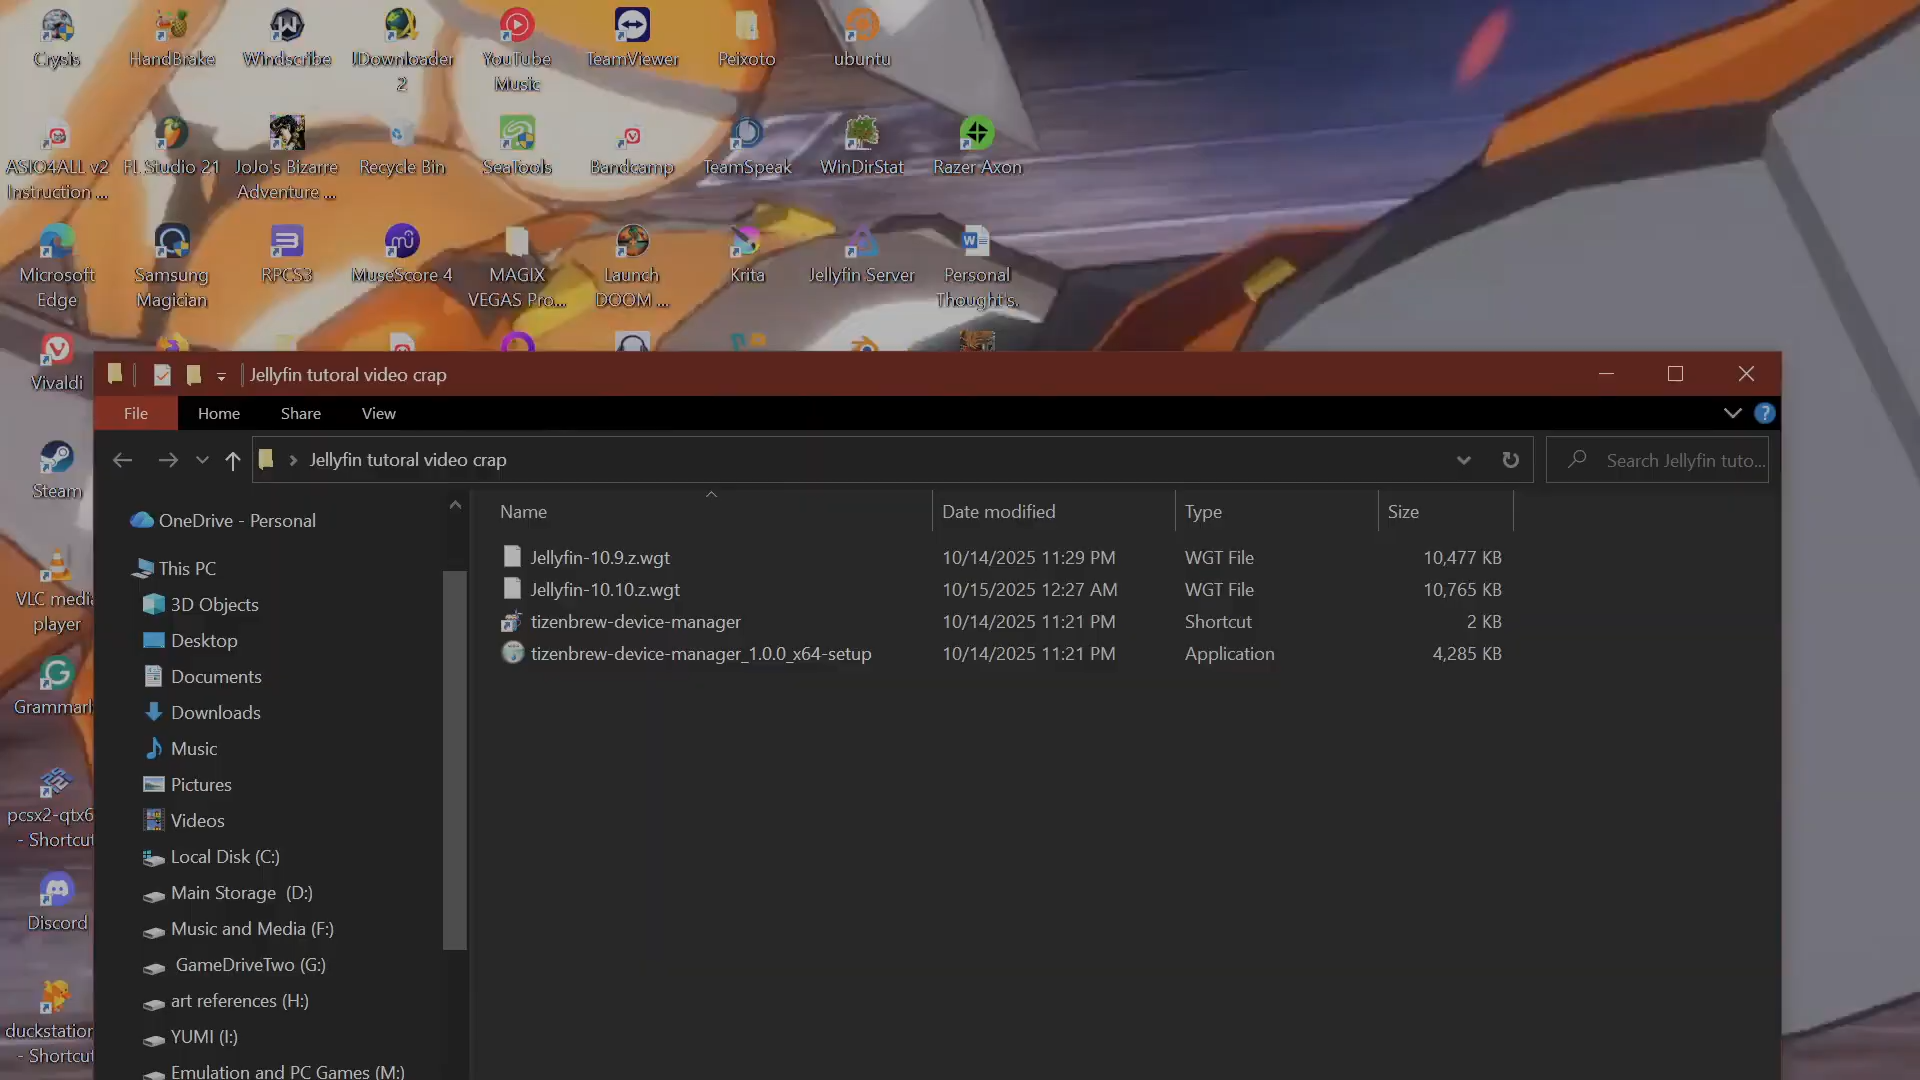 Crysis
HandBrake
Windscribe
JDownloader
2
YouTube
Music
TeamViewer
Peixoto
ubuntu
ASIO4ALL v2
Instruction ...
FL Studio 21
JoJo's Bizarre
Adventure ...
Recycle Bin
SeaTools
Bandcamp
TeamSpeak
WinDirStat
Razer Axon
Microsoft
Edge
Samsung
Magician
RPCS3
MuseScore 4
MAGIX
VEGAS Pro...
Launch
DOOM ...
Krita
Jellyfin Server
Personal
Thought's.
Vivaldi
Steam
VLC media
player
Grammarl
pcsx2-qtx6
- Shortcut
Discord
duckstation
- Shortcut
Jellyfin tutoral video crap
File Home Share View
Jellyfin tutoral video crap
Search Jellyfin tuto...
OneDrive - Personal
This PC
3D Objects
Desktop
Documents
Downloads
Music
Pictures
Videos
Local Disk (C:)
Main Storage (D:)
Music and Media (F:)
GameDriveTwo (G:)
art references (H:)
YUMI (I:)
Emulation and PC Games (M:)
Name Date modified Type Size
Jellyfin-10.9.z.wgt 10/14/2025 11:29 PM WGT File 10,477 KB
Jellyfin-10.10.z.wgt 10/15/2025 12:27 AM WGT File 10,765 KB
tizenbrew-device-manager 10/14/2025 11:21 PM Shortcut 2 KB
tizenbrew-device-manager_1.0.0_x64-setup 10/14/2025 11:21 PM Application 4,285 KB